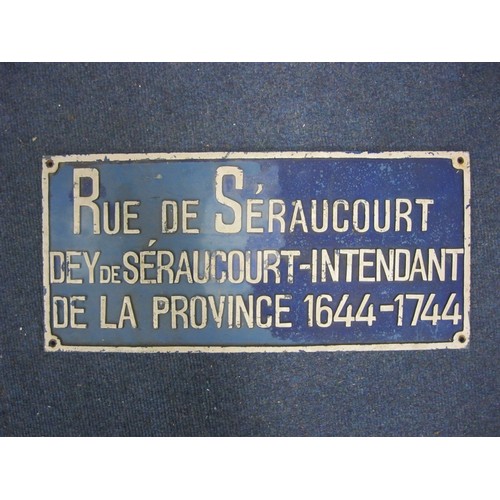 RUE DE SÉRAUCOURT
DEY DE SÉRAUCOURT-INTENDANT
DE LA PROVINCE 1644-1744